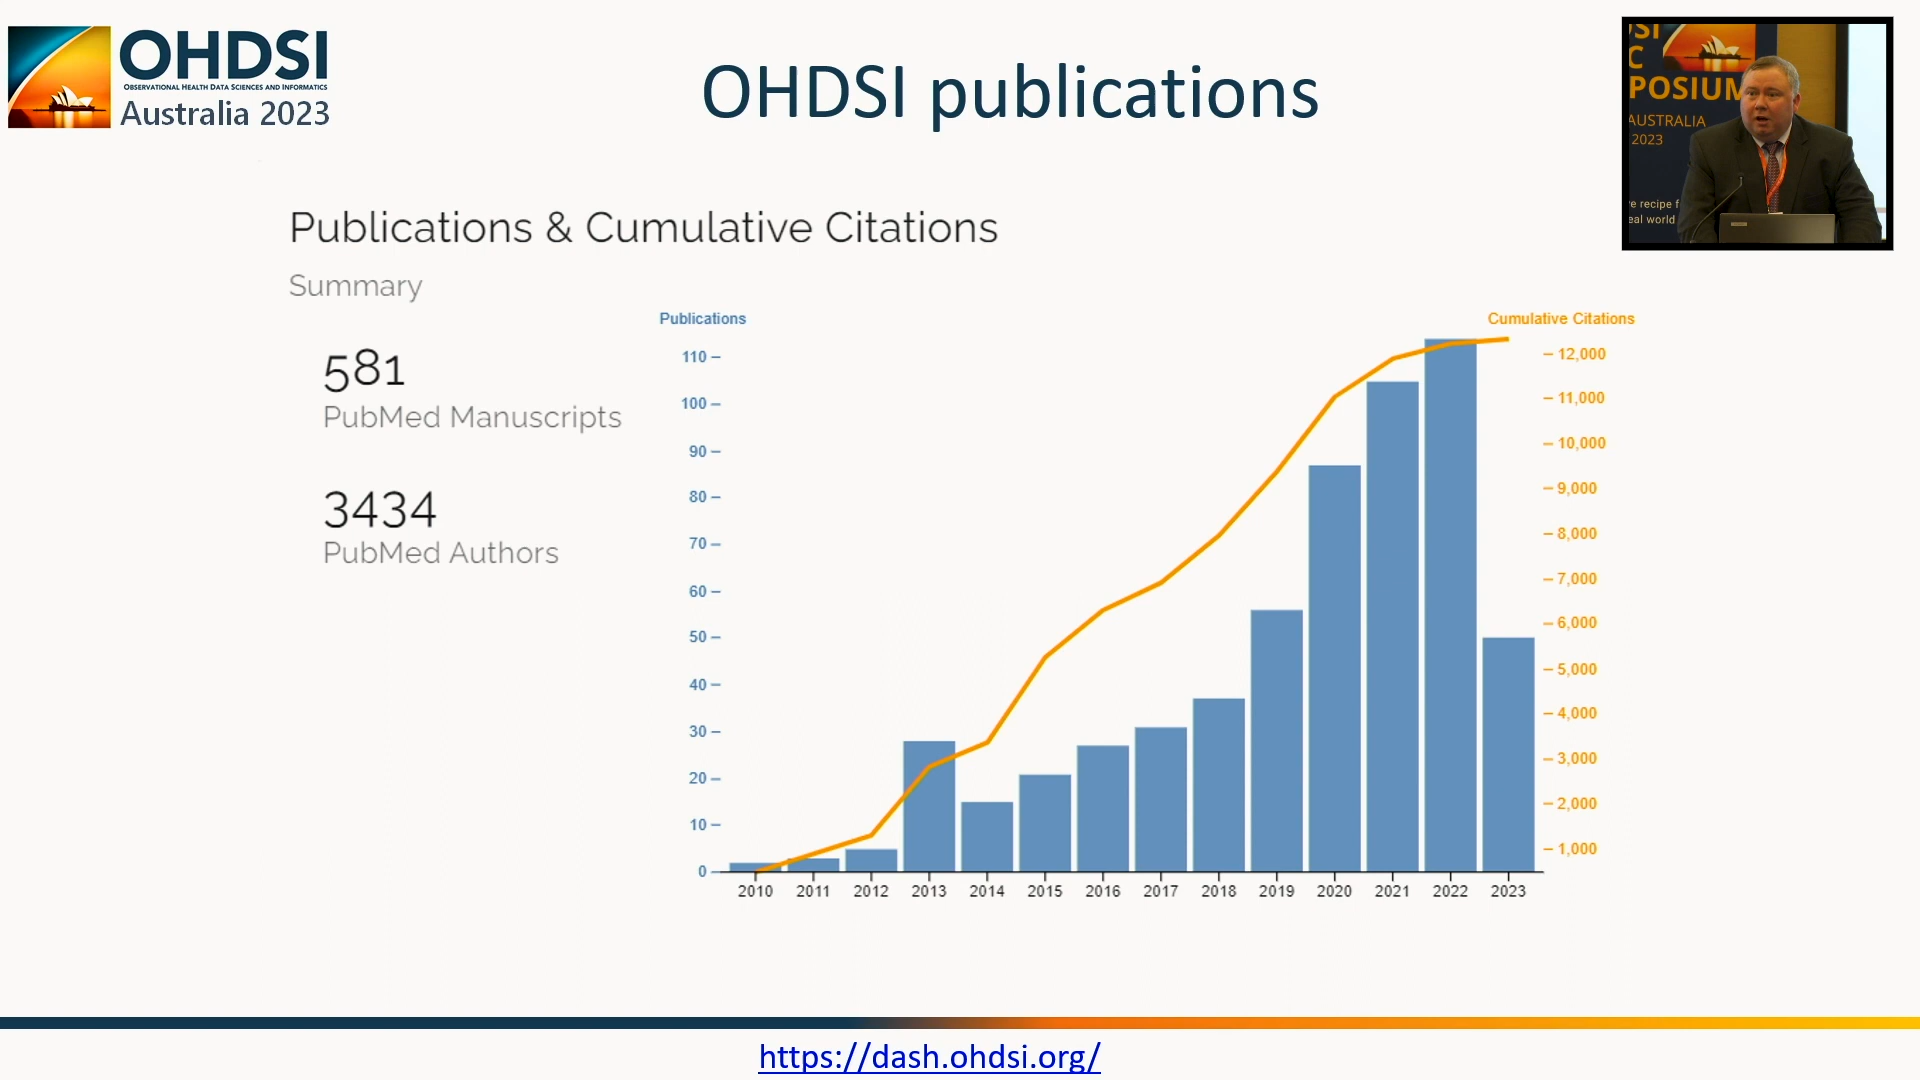 OHDSI
OBSERVATIONAL HEALTH DATA SCIENCES AND INFORMATICS
Australia 2023
OHDSI publications
SI
C
POSIUM
AUSTRALIA
2023
e recipe f
eal world
Publications & Cumulative Citations
Summary
581
PubMed Manuscripts
3434
PubMed Authors
Publications
Cumulative Citations
110
100
90
80
70
60
50
40
30
20
10
0
12,000
11,000
10,000
9,000
8,000
7,000
6,000
5,000
4,000
3,000
2,000
1,000
2010 2011 2012 2013 2014 2015 2016 2017 2018 2019 2020 2021 2022 2023
https://dash.ohdsi.org/